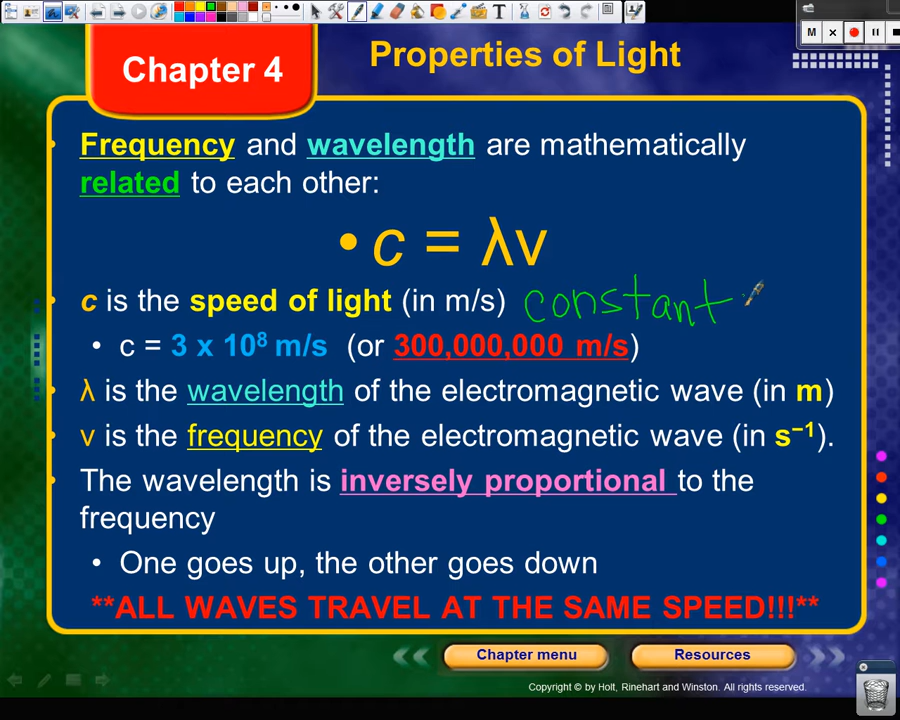 M
Chapter 4
Properties of Light
Frequency and wavelength are mathematically
related to each other:
• c = λv
• c is the speed of light (in m/s) constant
• c = 3 x 10⁸ m/s (or 300,000,000 m/s)
• λ is the wavelength of the electromagnetic wave (in m)
• v is the frequency of the electromagnetic wave (in s⁻¹).
The wavelength is inversely proportional to the
frequency
• One goes up, the other goes down
**ALL WAVES TRAVEL AT THE SAME SPEED!!!**
Chapter menu
Resources
Copyright © by Holt, Rinehart and Winston. All rights reserved.